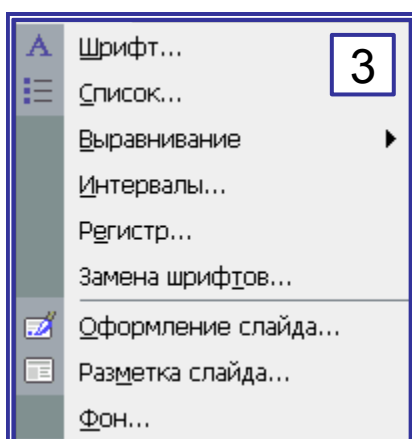 Шрифт...
3
Список...
Выравнивание
Интервалы...
Регистр...
Замена шрифтов...
Оформление слайда...
Разметка слайда...
Фон...